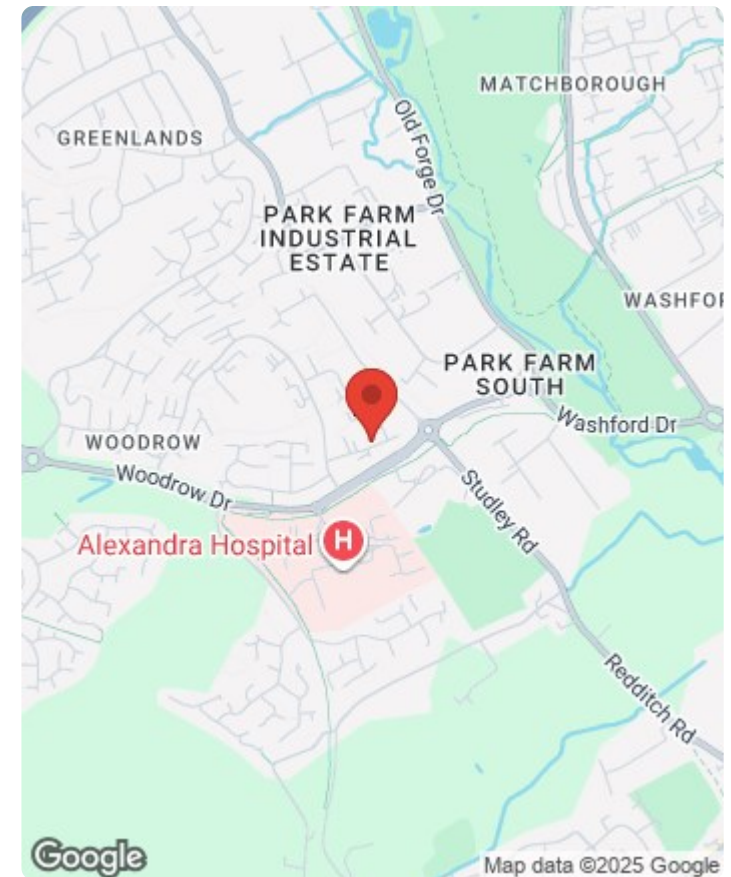 MATCHBOROUGH
GREENLANDS
Old Forge Dr
PARK FARM
INDUSTRIAL
ESTATE
WASHFOR
PARK FARM
SOUTH
Washford Dr
WOODROW
Woodrow Dr
Studley Rd
Alexandra Hospital
H
Redditch Rd
Google
Map data ©2025 Google